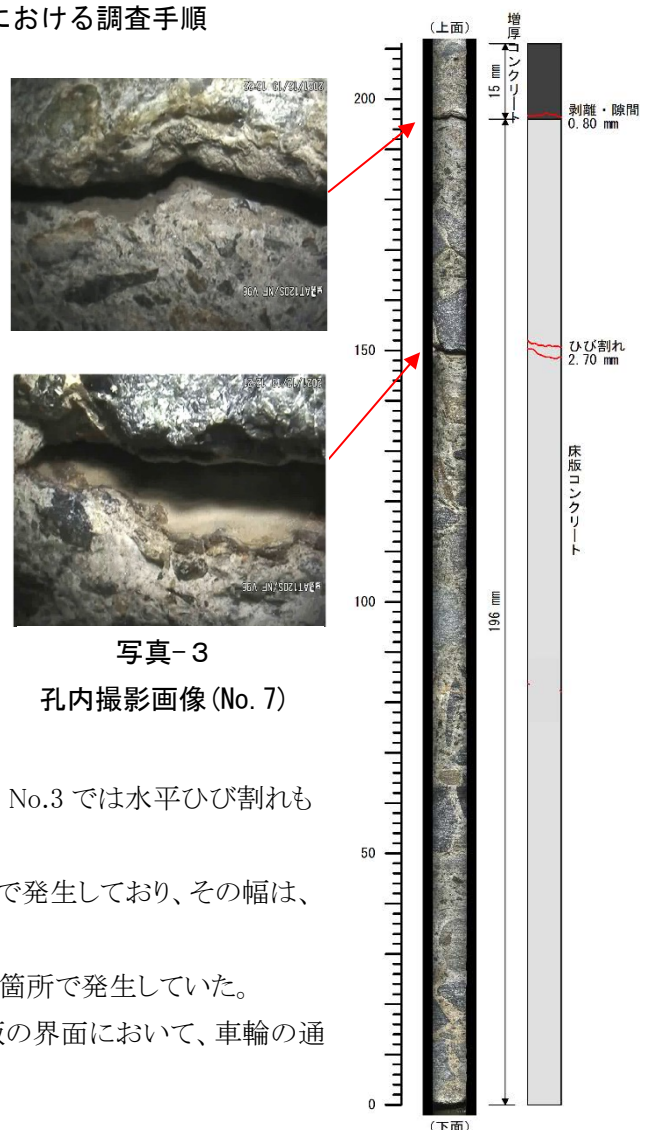 における調査手順
写真-3
孔内撮影画像(No.7)
No.3 では水平ひび割れも
で発生しており、その幅は、
箇所で発生していた。
版の界面において、車輪の通
(上面)
増厚コンクリート
15 mm
剥離・隙間
0.80 mm
ひび割れ
2.70 mm
床版コンクリート
196 mm
200
150
100
50
0
(下面)